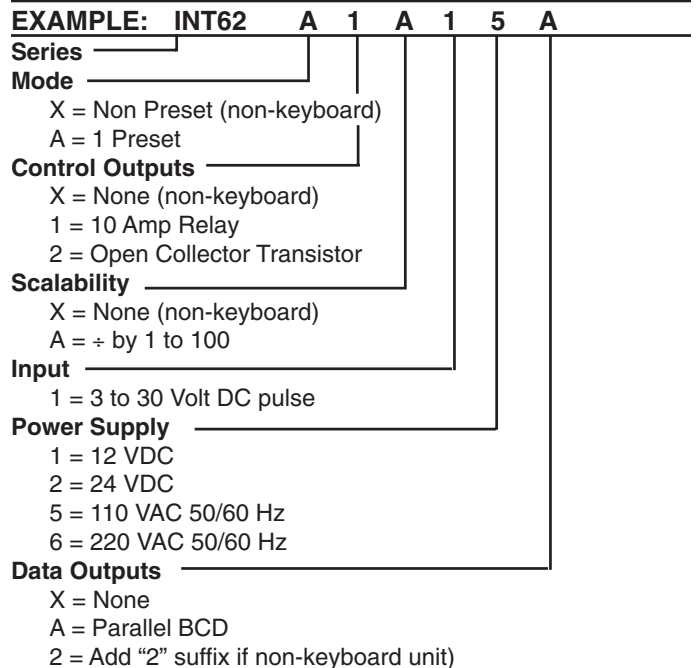 EXAMPLE: INT62 A 1 A 1 5 A
Series
Mode
X = Non Preset (non-keyboard)
A = 1 Preset
Control Outputs
X = None (non-keyboard)
1 = 10 Amp Relay
2 = Open Collector Transistor
Scalability
X = None (non-keyboard)
A = ÷ by 1 to 100
Input
1 = 3 to 30 Volt DC pulse
Power Supply
1 = 12 VDC
2 = 24 VDC
5 = 110 VAC 50/60 Hz
6 = 220 VAC 50/60 Hz
Data Outputs
X = None
A = Parallel BCD
2 = Add “2” suffix if non-keyboard unit)